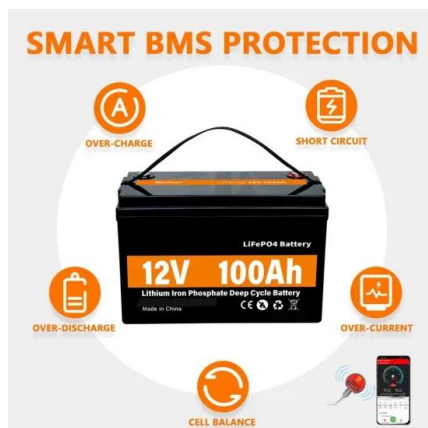 SMART BMS PROTECTION
A
OVER-CHARGE
SHORT CIRCUIT
LiFePO4 Battery
12V 100Ah
Lithium Iron Phosphate Deep Cycle Battery
Made in China
CE
OVER-DISCHARGE
OVER-CURRENT
CELL BALANCE